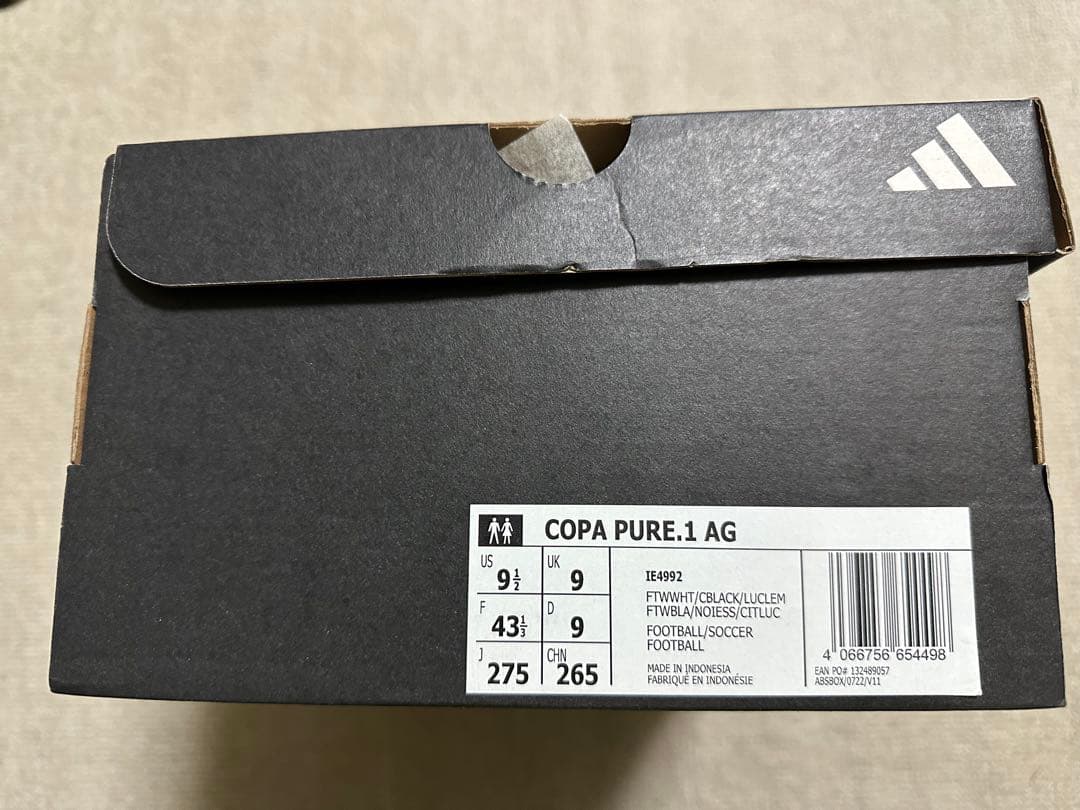 COPA PURE.1 AG
US 9½ UK 9
F 43⅓ D 9
J 275 CHN 265
IE4992
FTWWHT/CBLACK/LUCLEM
FTWBLA/NOIESS/CITLUC
FOOTBALL/SOCCER
FOOTBALL
MADE IN INDONESIA
FABRIQUÉ EN INDONÉSIE
4 066756 654498
EAN PO# 132489057
ABSBOX/0722/V11